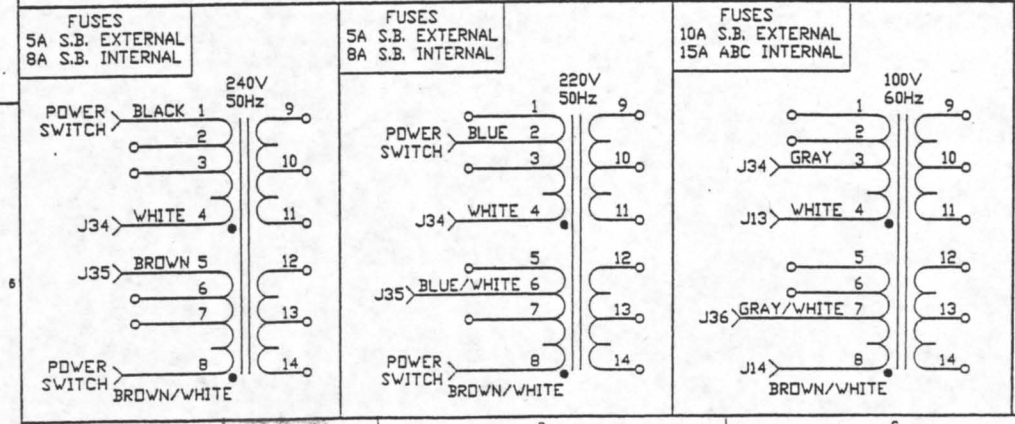 FUSES
5A S.B. EXTERNAL
8A S.B. INTERNAL
240V
50Hz
POWER
SWITCH
BLACK 1
2
3
WHITE 4
J34
J35
BROWN 5
6
7
8
POWER
SWITCH
BROWN/WHITE
9
10
11
12
13
14
FUSES
5A S.B. EXTERNAL
8A S.B. INTERNAL
220V
50Hz
1
POWER
SWITCH
BLUE 2
3
J34
WHITE 4
5
J35
BLUE/WHITE 6
7
POWER
SWITCH
8
BROWN/WHITE
9
10
11
12
13
14
FUSES
10A S.B. EXTERNAL
15A ABC INTERNAL
100V
60Hz
1
2
J34
GRAY 3
J13
WHITE 4
5
6
J36
GRAY/WHITE 7
J14
8
BROWN/WHITE
9
10
11
12
13
14
6